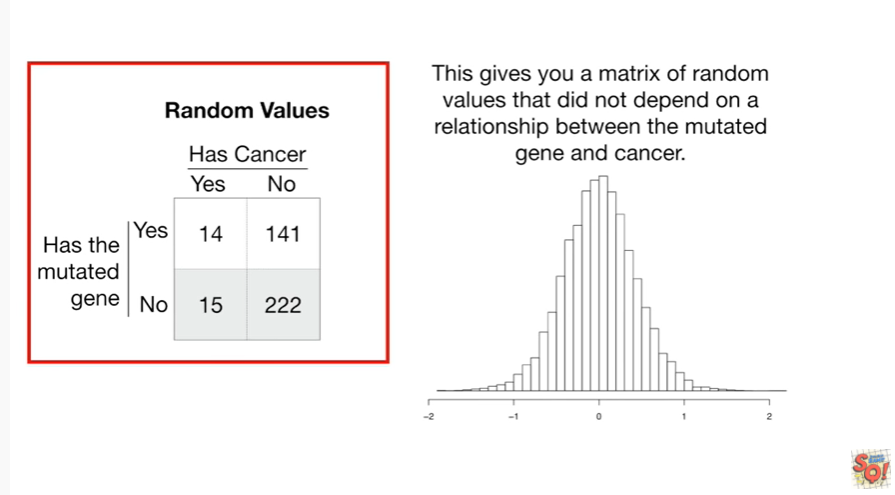 Random Values
Has Cancer
Yes No
Has the
mutated
gene
Yes 14 141
No 15 222
This gives you a matrix of random
values that did not depend on a
relationship between the mutated
gene and cancer.
-2 -1 0 1 2
SQ!